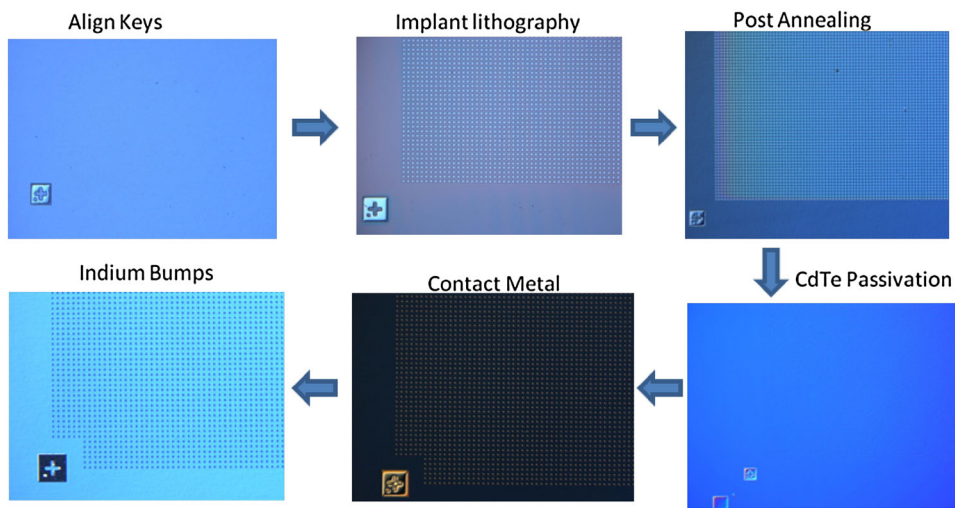 Align Keys
Implant lithography
Post Annealing
CdTe Passivation
Contact Metal
Indium Bumps